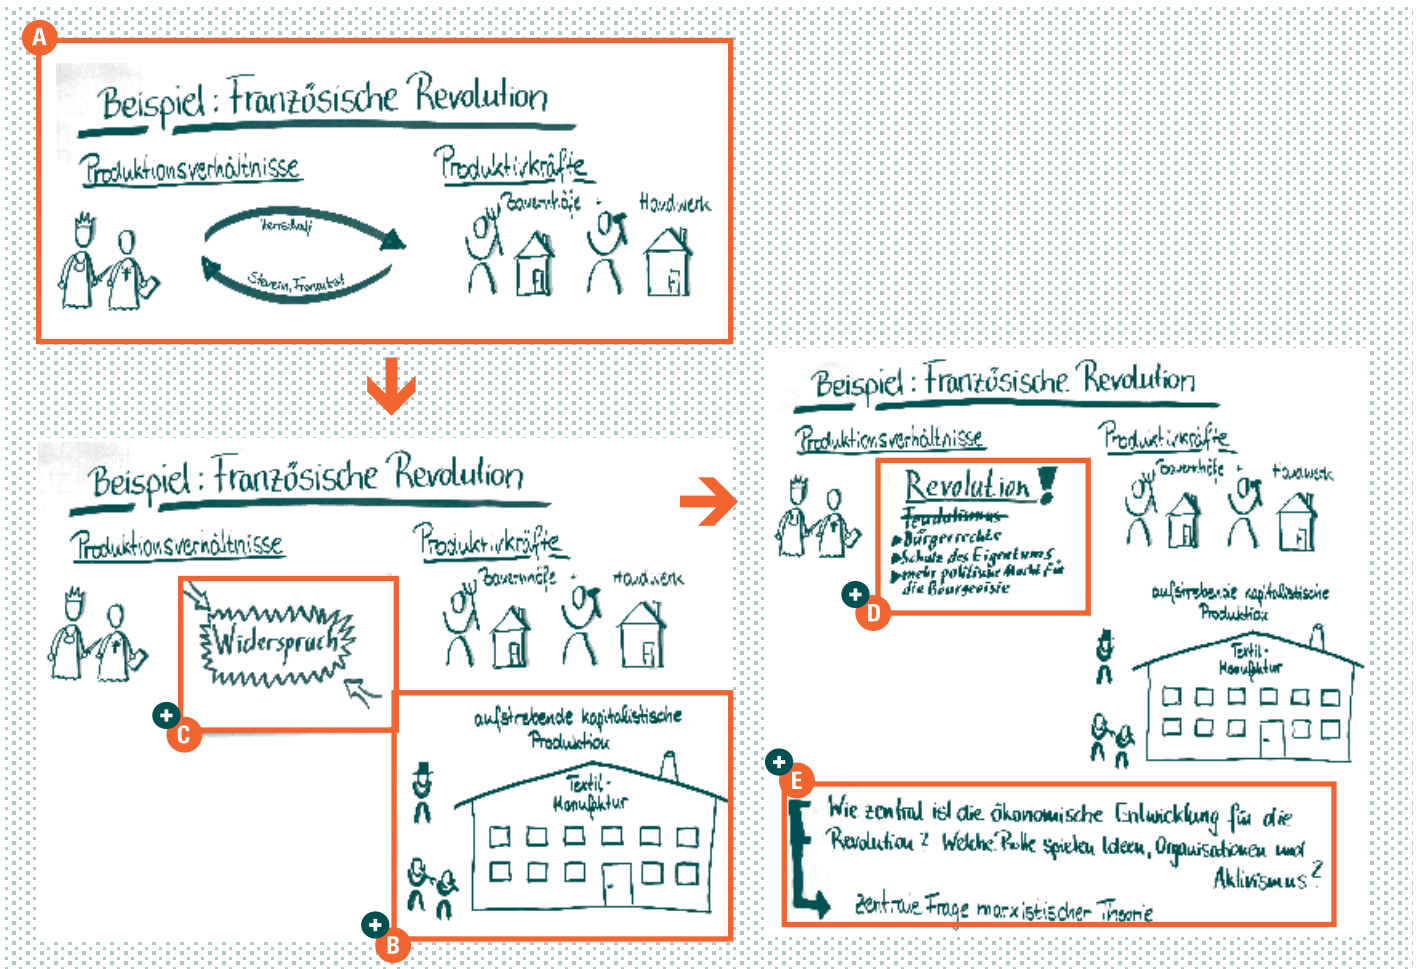 A
Beispiel: Französische Revolution
Produktionsverhältnisse
Produktivkräfte
Bauernhöfe + Handwerk
Herrschaft
Steuern, Fronarbeit
Beispiel: Französische Revolution
Produktionsverhältnisse
Produktivkräfte
Bauernhöfe + Handwerk
Widerspruch
+
C
aufstrebende kapitalistische
Produktion
Textil-
Manufaktur
+
B
Beispiel: Französische Revolution
Produktionsverhältnisse
Produktivkräfte
Bauernhöfe + Handwerk
Revolution!
Feudalismus
Bürgerrechte
Schutz des Eigentums
mehr politische Macht für
die Bourgeoisie
+
D
aufstrebende kapitalistische
Produktion
Textil-
Manufaktur
+
E
Wie zentral ist die ökonomische Entwicklung für die
Revolution? Welche Rolle spielen Ideen, Organisationen und
Aktivismus?
zentrale Frage marxistischer Theorie